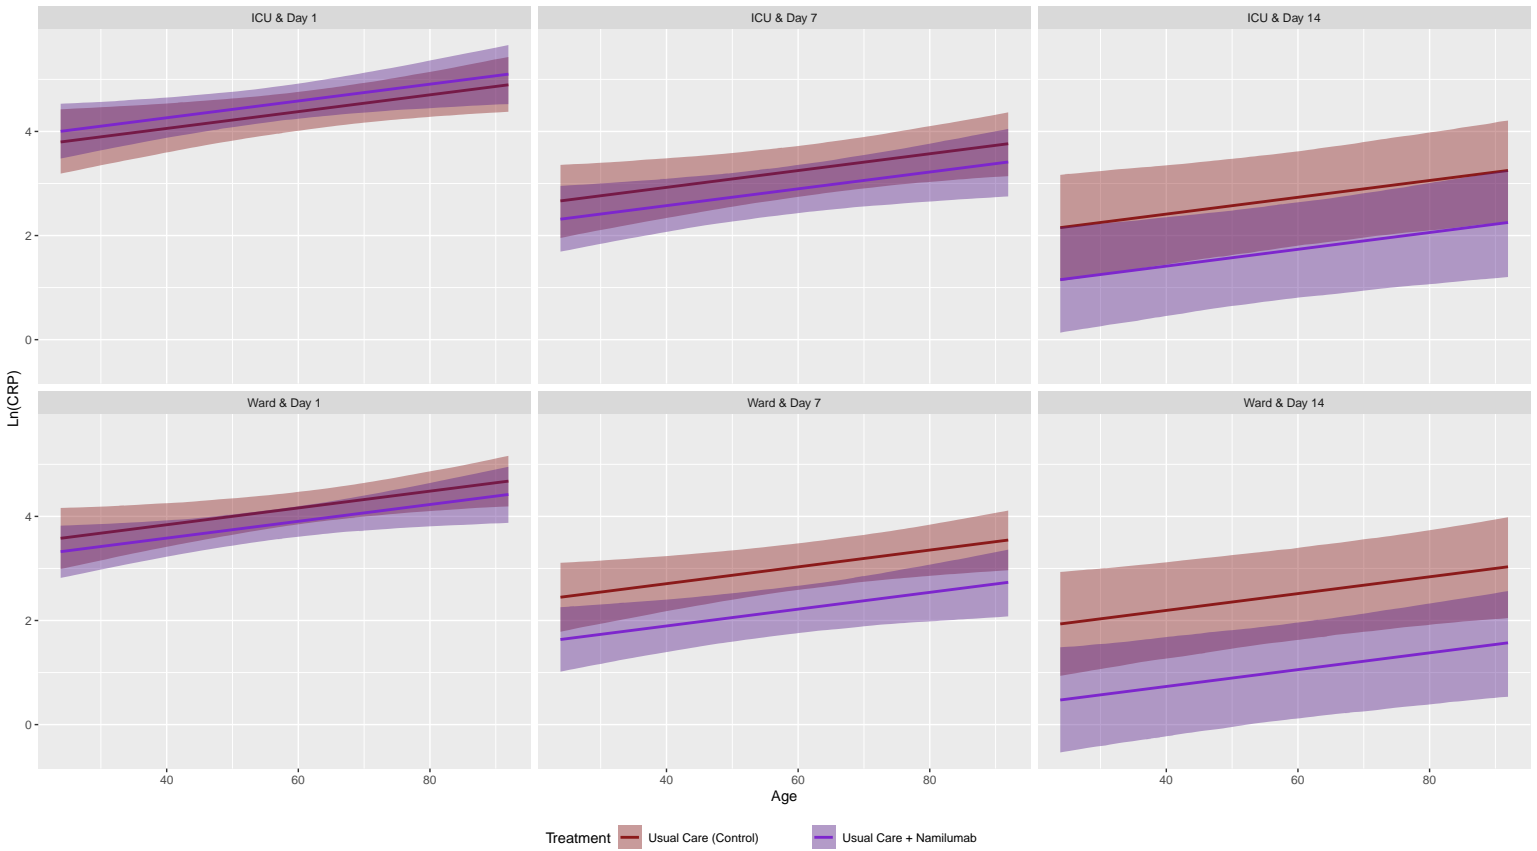 ICU & Day 1
ICU & Day 7
ICU & Day 14
4
2
0
Ln(CRP)
Ward & Day 1
Ward & Day 7
Ward & Day 14
4
2
0
40 60 80
40 60 80
40 60 80
Age
Treatment Usual Care (Control) Usual Care + Namilumab